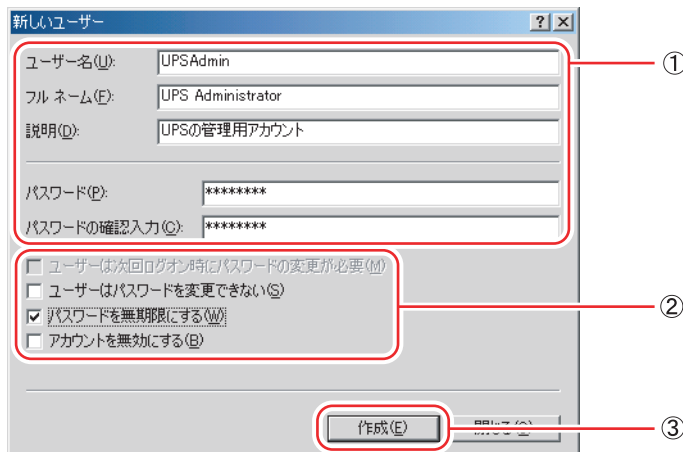 新しいユーザー
ユーザー名(U): UPSAdmin
①
フル ネーム(F): UPS Administrator
説明(D): UPSの管理用アカウント
パスワード(P): ********
パスワードの確認入力(C): ********
ユーザーは次回ログオン時にパスワードの変更が必要(M)
ユーザーはパスワードを変更できない(S)
②
パスワードを無期限にする(W)
アカウントを無効にする(B)
作成(E)
③